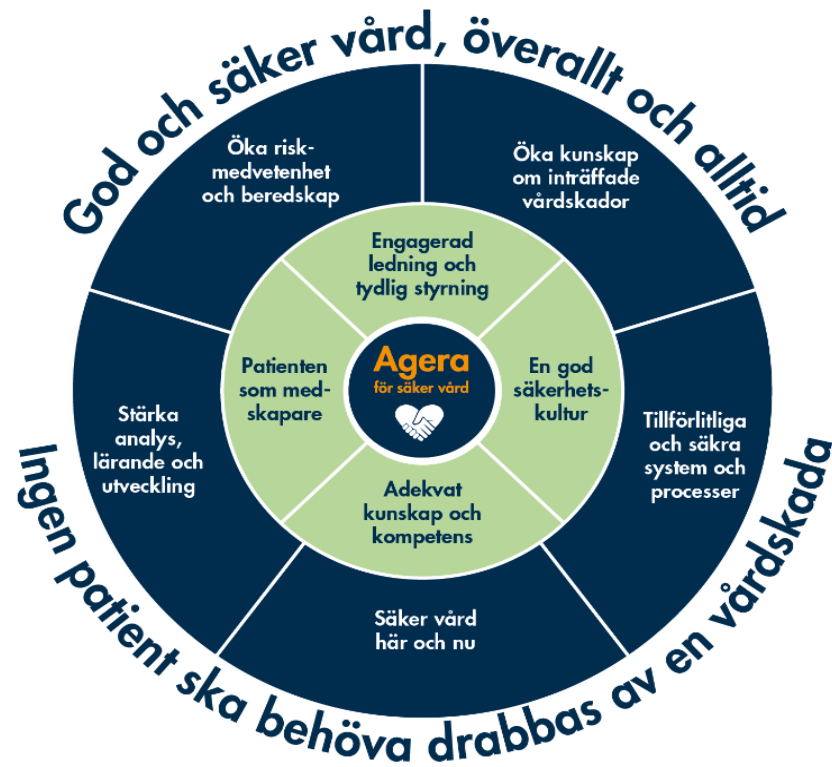 God och säker vård, överallt och alltid
Öka risk-
medvetenhet
och beredskap
Öka kunskap
om inträffade
vårdskador
Engagerad
ledning och
tydlig styrning
Patienten
som med-
skapare
Agera
för säker vård
En god
säkerhets-
kultur
Stärka
analys,
lärande och
utveckling
Tillförlitliga
och säkra
system och
processer
Adekvat
kunskap och
kompetens
Säker vård
här och nu
Ingen patient ska behöva drabbas av en vårdskada